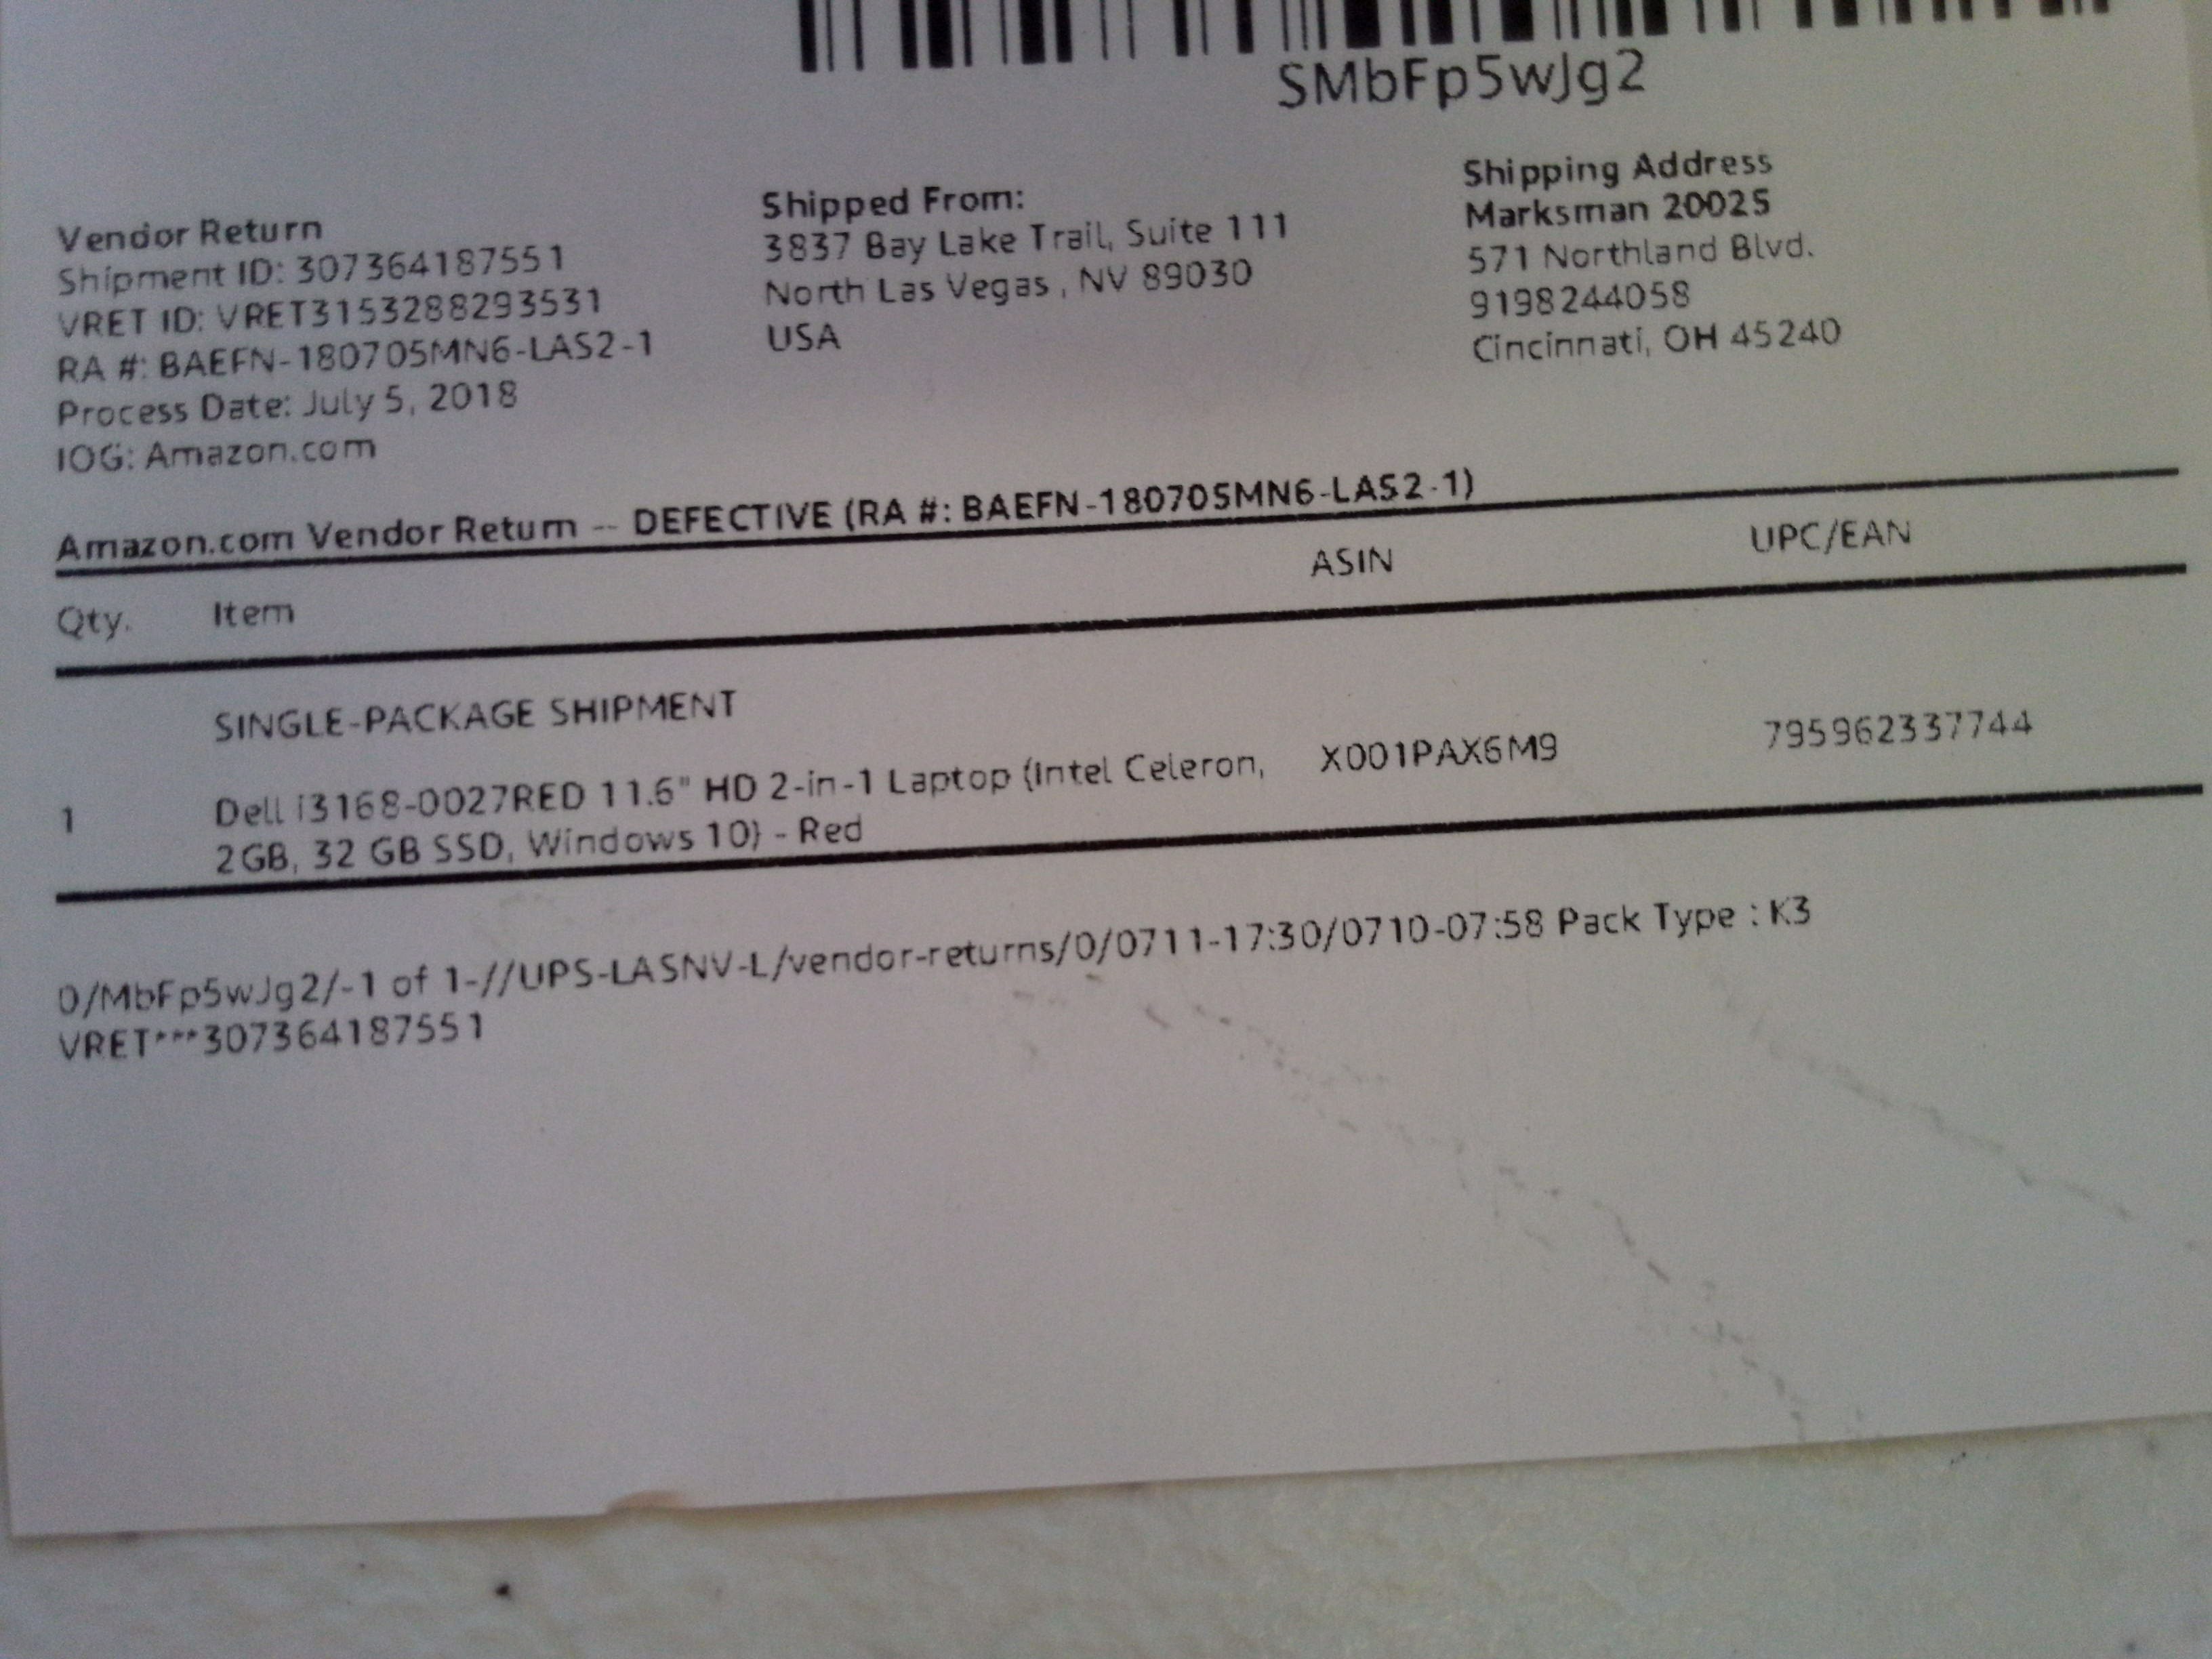 SMbFp5wJg2
Vendor Return
Shipment ID: 307364187551
VRET ID: VRET3153288293531
RA #: BAEFN-180705MN6-LAS2-1
Process Date: July 5, 2018
IOG: Amazon.com
Shipped From:
3837 Bay Lake Trail, Suite 111
North Las Vegas , NV 89030
USA
Shipping Address
Marksman 20025
571 Northland Blvd.
9198244058
Cincinnati, OH 45240
Amazon.com Vendor Return -- DEFECTIVE (RA #: BAEFN-180705MN6-LAS2-1)
Qty. Item ASIN UPC/EAN
SINGLE-PACKAGE SHIPMENT
1 Dell i3168-0027RED 11.6" HD 2-in-1 Laptop (Intel Celeron, X001PAX6M9 795962337744
2GB, 32 GB SSD, Windows 10) - Red
0/MbFp5wJg2/-1 of 1-//UPS-LASNV-L/vendor-returns/0/0711-17:30/0710-07:58 Pack Type : K3
VRET***307364187551